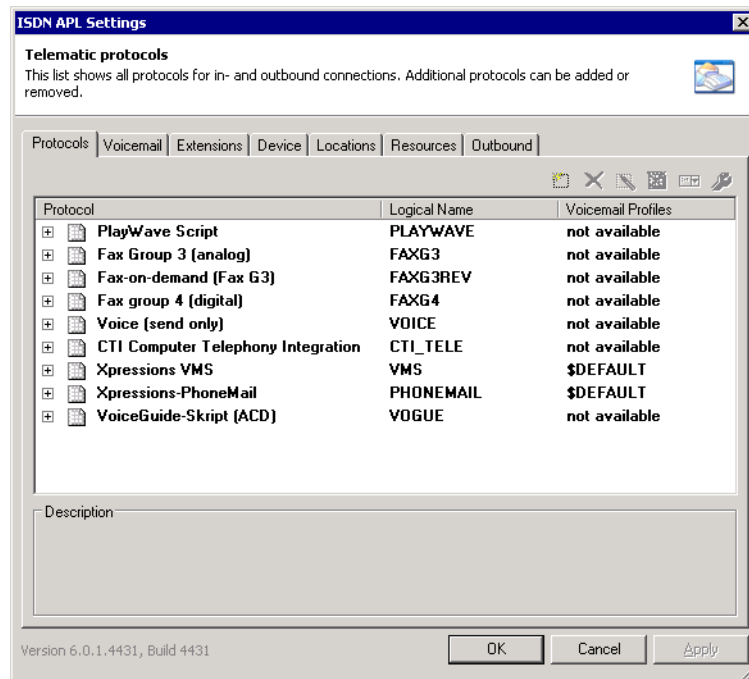 ISDN APL Settings
Telematic protocols
This list shows all protocols for in- and outbound connections. Additional protocols can be added or
removed.
Protocols Voicemail Extensions Device Locations Resources Outbound
Protocol Logical Name Voicemail Profiles
PlayWave Script PLAYWAVE not available
Fax Group 3 (analog) FAXG3 not available
Fax-on-demand (Fax G3) FAXG3REV not available
Fax group 4 (digital) FAXG4 not available
Voice (send only) VOICE not available
CTI Computer Telephony Integration CTI_TELE not available
Xpressions VMS VMS $DEFAULT
Xpressions-PhoneMail PHONEMAIL $DEFAULT
VoiceGuide-Skript (ACD) VOGUE not available
Description
Version 6.0.1.4431, Build 4431 OK Cancel Apply